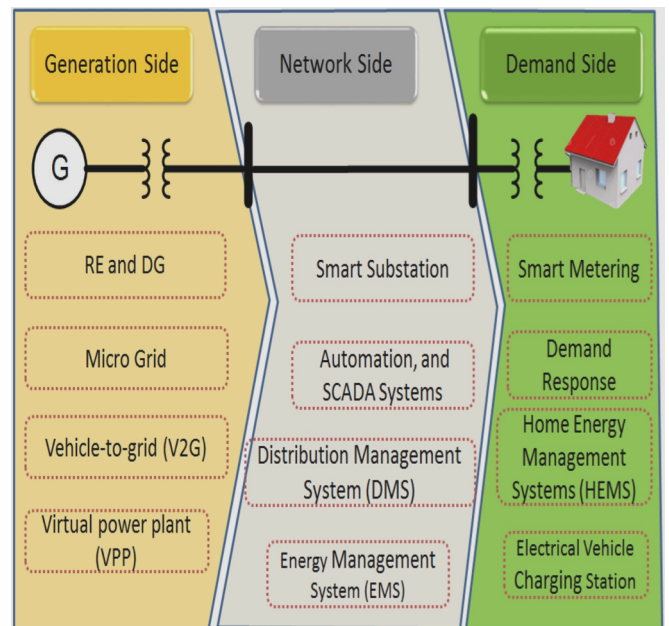 Generation Side
Network Side
Demand Side
G
RE and DG
Micro Grid
Vehicle-to-grid (V2G)
Virtual power plant
(VPP)
Smart Substation
Automation, and
SCADA Systems
Distribution Management
System (DMS)
Energy Management
System (EMS)
Smart Metering
Demand
Response
Home Energy
Management
Systems (HEMS)
Electrical Vehicle
Charging Station